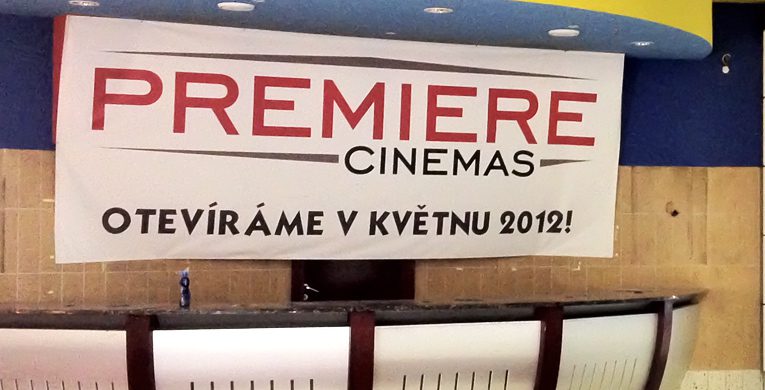 PREMIERE
CINEMAS
OTEVÍRÁME V KVĚTNU 2012!